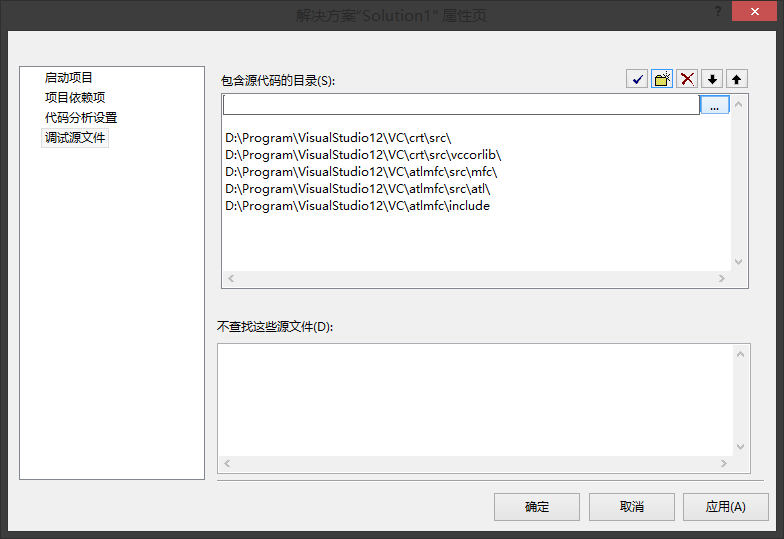 解决方案"Solution1" 属性页
?
启动项目
项目依赖项
代码分析设置
调试源文件
包含源代码的目录(S):
...
D:\Program\VisualStudio12\VC\crt\src\
D:\Program\VisualStudio12\VC\crt\src\vccorlib\
D:\Program\VisualStudio12\VC\atlmfc\src\mfc\
D:\Program\VisualStudio12\VC\atlmfc\src\atl\
D:\Program\VisualStudio12\VC\atlmfc\include
不查找这些源文件(D):
确定
取消
应用(A)